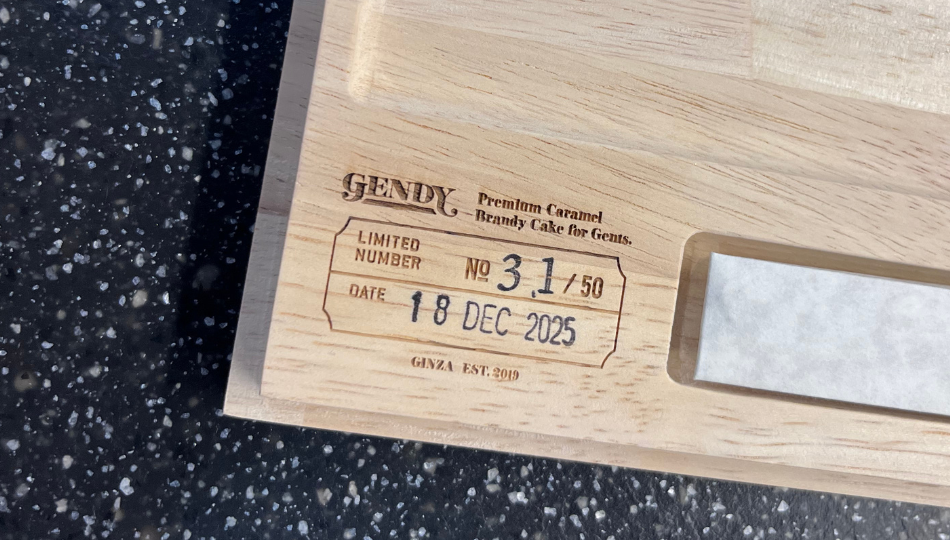 GENDY
Premium Caramel
Brandy Cake for Gents.
LIMITED
NUMBER
No 31/50
DATE
18 DEC 2025
GINZA EST. 2019